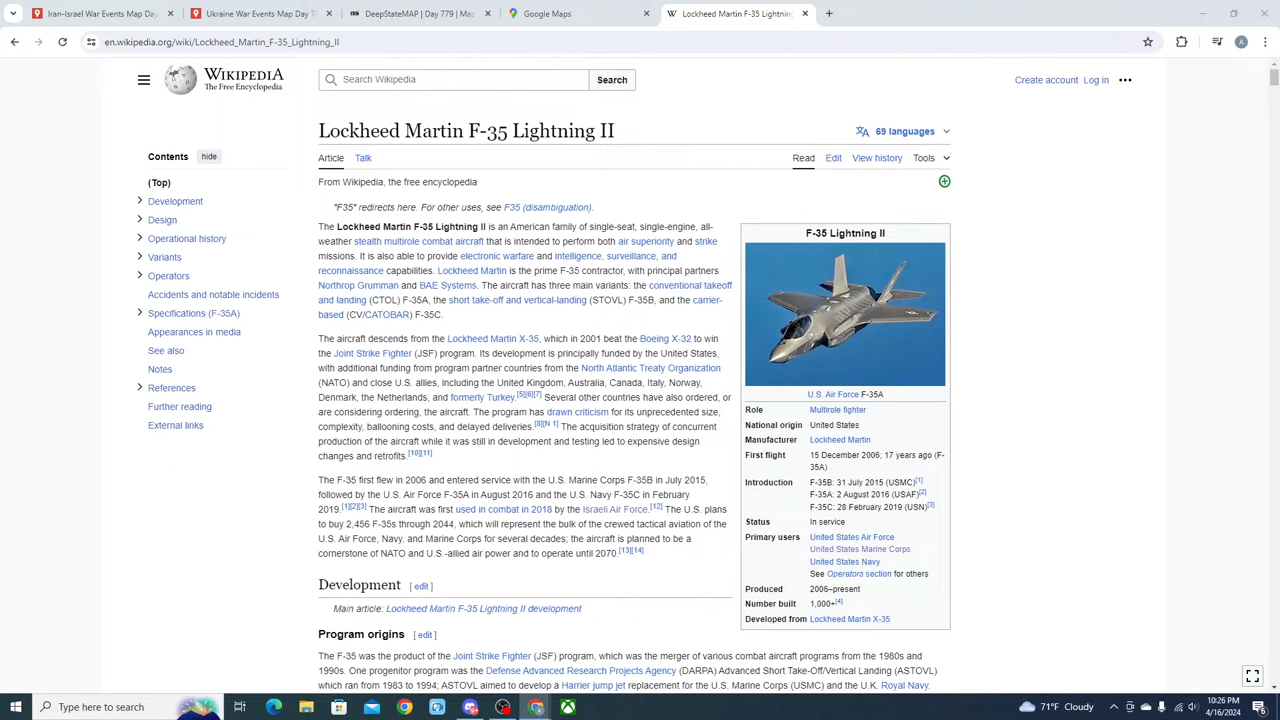 Iran Events Map Day
Ukraine War Events Map Day 7
DeepStateMAP | Day 779 | Map
Google Maps
Lockheed Martin F-35 Lightning
en.wikipedia.org/wiki/Lockheed_Martin_F-35_Lightning_II
A
WIKIPEDIA
The Free Encyclopedia
Search Wikipedia
Search
Create account Log in
Contents hide
(Top)
Development
Design
Operational history
Variants
Operators
Accidents and notable incidents
Specifications (F-35A)
Appearances in media
See also
Notes
References
Further reading
External links
Lockheed Martin F-35 Lightning II
69 languages
Article Talk
Read Edit View history Tools
From Wikipedia, the free encyclopedia
"F35" redirects here. For other uses, see F35 (disambiguation).
The Lockheed Martin F-35 Lightning II is an American family of single-seat, single-engine, all-
weather stealth multirole combat aircraft that is intended to perform both air superiority and strike
missions. It is also able to provide electronic warfare and intelligence, surveillance, and
reconnaissance capabilities. Lockheed Martin is the prime F-35 contractor, with principal partners
Northrop Grumman and BAE Systems. The aircraft has three main variants: the conventional takeoff
and landing (CTOL) F-35A, the short take-off and vertical-landing (STOVL) F-35B, and the carrier-
based (CV/CATOBAR) F-35C.
The aircraft descends from the Lockheed Martin X-35, which in 2001 beat the Boeing X-32 to win
the Joint Strike Fighter (JSF) program. Its development is principally funded by the United States,
with additional funding from program partner countries from the North Atlantic Treaty Organization
(NATO) and close U.S. allies, including the United Kingdom, Australia, Canada, Italy, Norway,
Denmark, the Netherlands, and formerly Turkey.[5][6][7] Several other countries have also ordered, or
are considering ordering, the aircraft. The program has drawn criticism for its unprecedented size,
complexity, ballooning costs, and delayed deliveries.[8][N 1] The acquisition strategy of concurrent
production of the aircraft while it was still in development and testing led to expensive design
changes and retrofits.[10][11]
The F-35 first flew in 2006 and entered service with the U.S. Marine Corps F-35B in July 2015,
followed by the U.S. Air Force F-35A in August 2016 and the U.S. Navy F-35C in February
2019.[1][2][3] The aircraft was first used in combat in 2018 by the Israeli Air Force.[12] The U.S. plans
to buy 2,456 F-35s through 2044, which will represent the bulk of the crewed tactical aviation of the
U.S. Air Force, Navy, and Marine Corps for several decades; the aircraft is planned to be a
cornerstone of NATO and U.S.-allied air power and to operate until 2070.[13][14]
Development [ edit ]
Main article: Lockheed Martin F-35 Lightning II development
Program origins [ edit ]
The F-35 was the product of the Joint Strike Fighter (JSF) program, which was the merger of various combat aircraft programs from the 1980s and
1990s. One progenitor program was the Defense Advanced Research Projects Agency (DARPA) Advanced Short Take-Off/Vertical Landing (ASTOVL)
which ran from 1983 to 1994; ASTOVL aimed to develop a Harrier jump jet replacement for the U.S. Marine Corps (USMC) and the U.K. Royal Navy.
F-35 Lightning II
U.S. Air Force F-35A
Role Multirole fighter
National origin United States
Manufacturer Lockheed Martin
First flight 15 December 2006; 17 years ago (F-
35A)
Introduction F-35B: 31 July 2015 (USMC)[1]
F-35A: 2 August 2016 (USAF)[2]
F-35C: 28 February 2019 (USN)[3]
Status In service
Primary users United States Air Force
United States Marine Corps
United States Navy
See Operators section for others
Produced 2006–present
Number built 1,000+[4]
Developed from Lockheed Martin X-35
Type here to search
71°F Cloudy
10:26 PM
4/16/2024